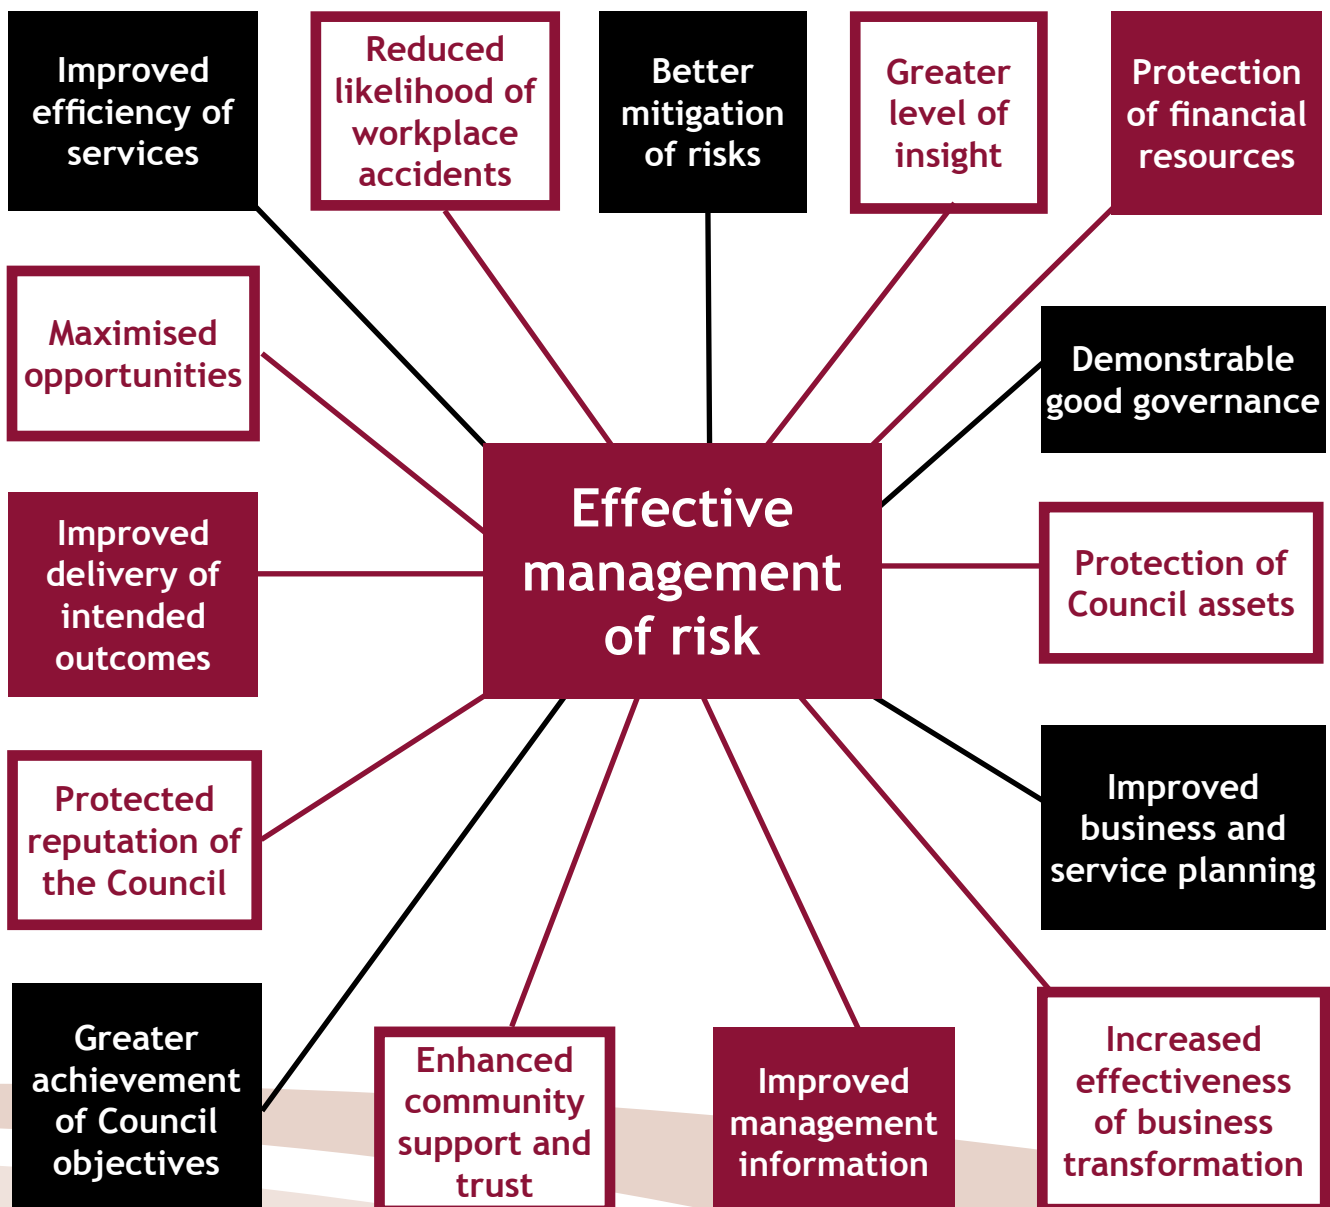 Improved
efficiency of
services
Reduced
likelihood of
workplace
accidents
Better
mitigation
of risks
Greater
level of
insight
Protection
of financial
resources
Maximised
opportunities
Demonstrable
good governance
Effective
management
of risk
Improved
delivery of
intended
outcomes
Protection of
Council assets
Protected
reputation of
the Council
Improved
business and
service planning
Greater
achievement
of Council
objectives
Enhanced
community
support and
trust
Improved
management
information
Increased
effectiveness
of business
transformation